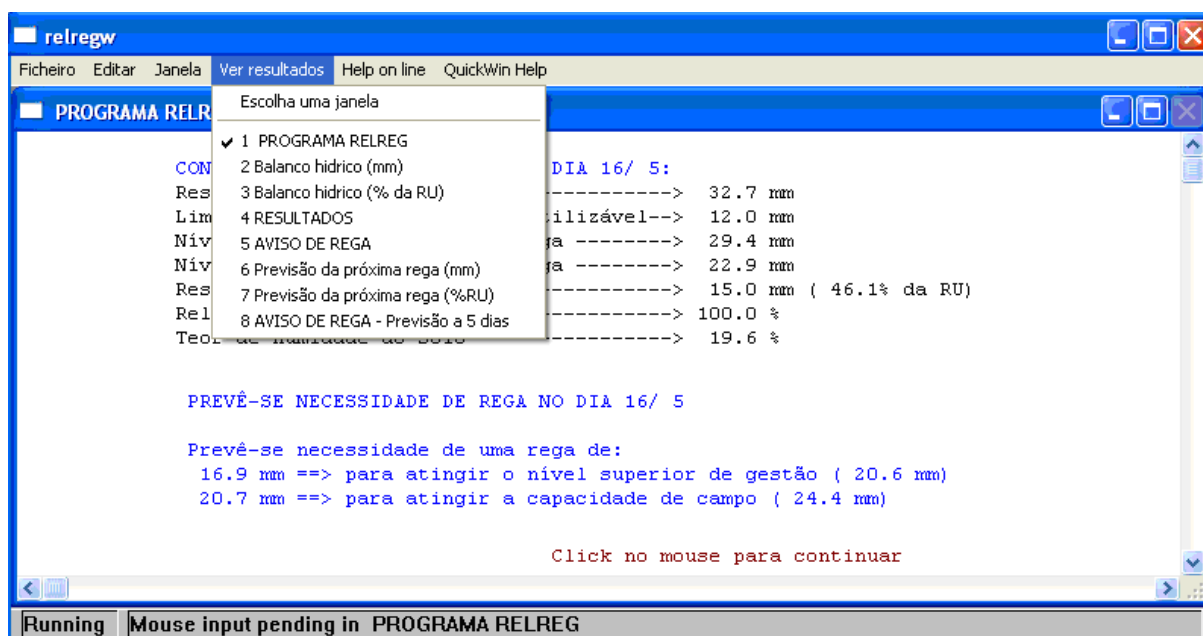 relregw
Ficheiro Editar Janela Ver resultados Help on line QuickWin Help
PROGRAMA RELR
Escolha uma janela
✓ 1 PROGRAMA RELREG
2 Balanco hidrico (mm)
3 Balanco hidrico (% da RU)
4 RESULTADOS
5 AVISO DE REGA
6 Previsão da próxima rega (mm)
7 Previsão da próxima rega (%RU)
8 AVISO DE REGA - Previsão a 5 dias
CON DIA 16/ 5:
Res -----------> 32.7 mm
Lim ilizável--> 12.0 mm
Nív ga --------> 29.4 mm
Nív ga --------> 22.9 mm
Res -----------> 15.0 mm ( 46.1% da RU)
Rel -----------> 100.0 %
Teor de humidade do solo -----------> 19.6 %
PREVÊ-SE NECESSIDADE DE REGA NO DIA 16/ 5
Prevê-se necessidade de uma rega de:
16.9 mm ==> para atingir o nível superior de gestão ( 20.6 mm)
20.7 mm ==> para atingir a capacidade de campo ( 24.4 mm)
Click no mouse para continuar
Running Mouse input pending in PROGRAMA RELREG